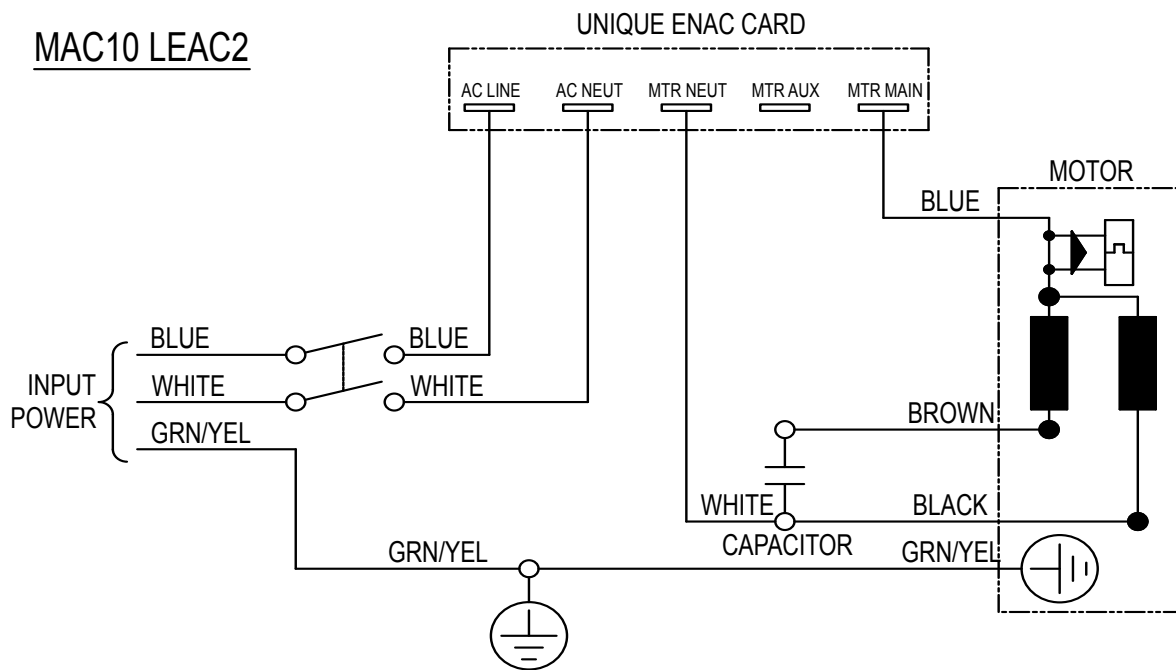 MAC10 LEAC2
UNIQUE ENAC CARD
AC LINE
AC NEUT
MTR NEUT
MTR AUX
MTR MAIN
MOTOR
BLUE
BLUE
BLUE
INPUT
POWER
WHITE
WHITE
BROWN
GRN/YEL
WHITE
BLACK
CAPACITOR
GRN/YEL
GRN/YEL